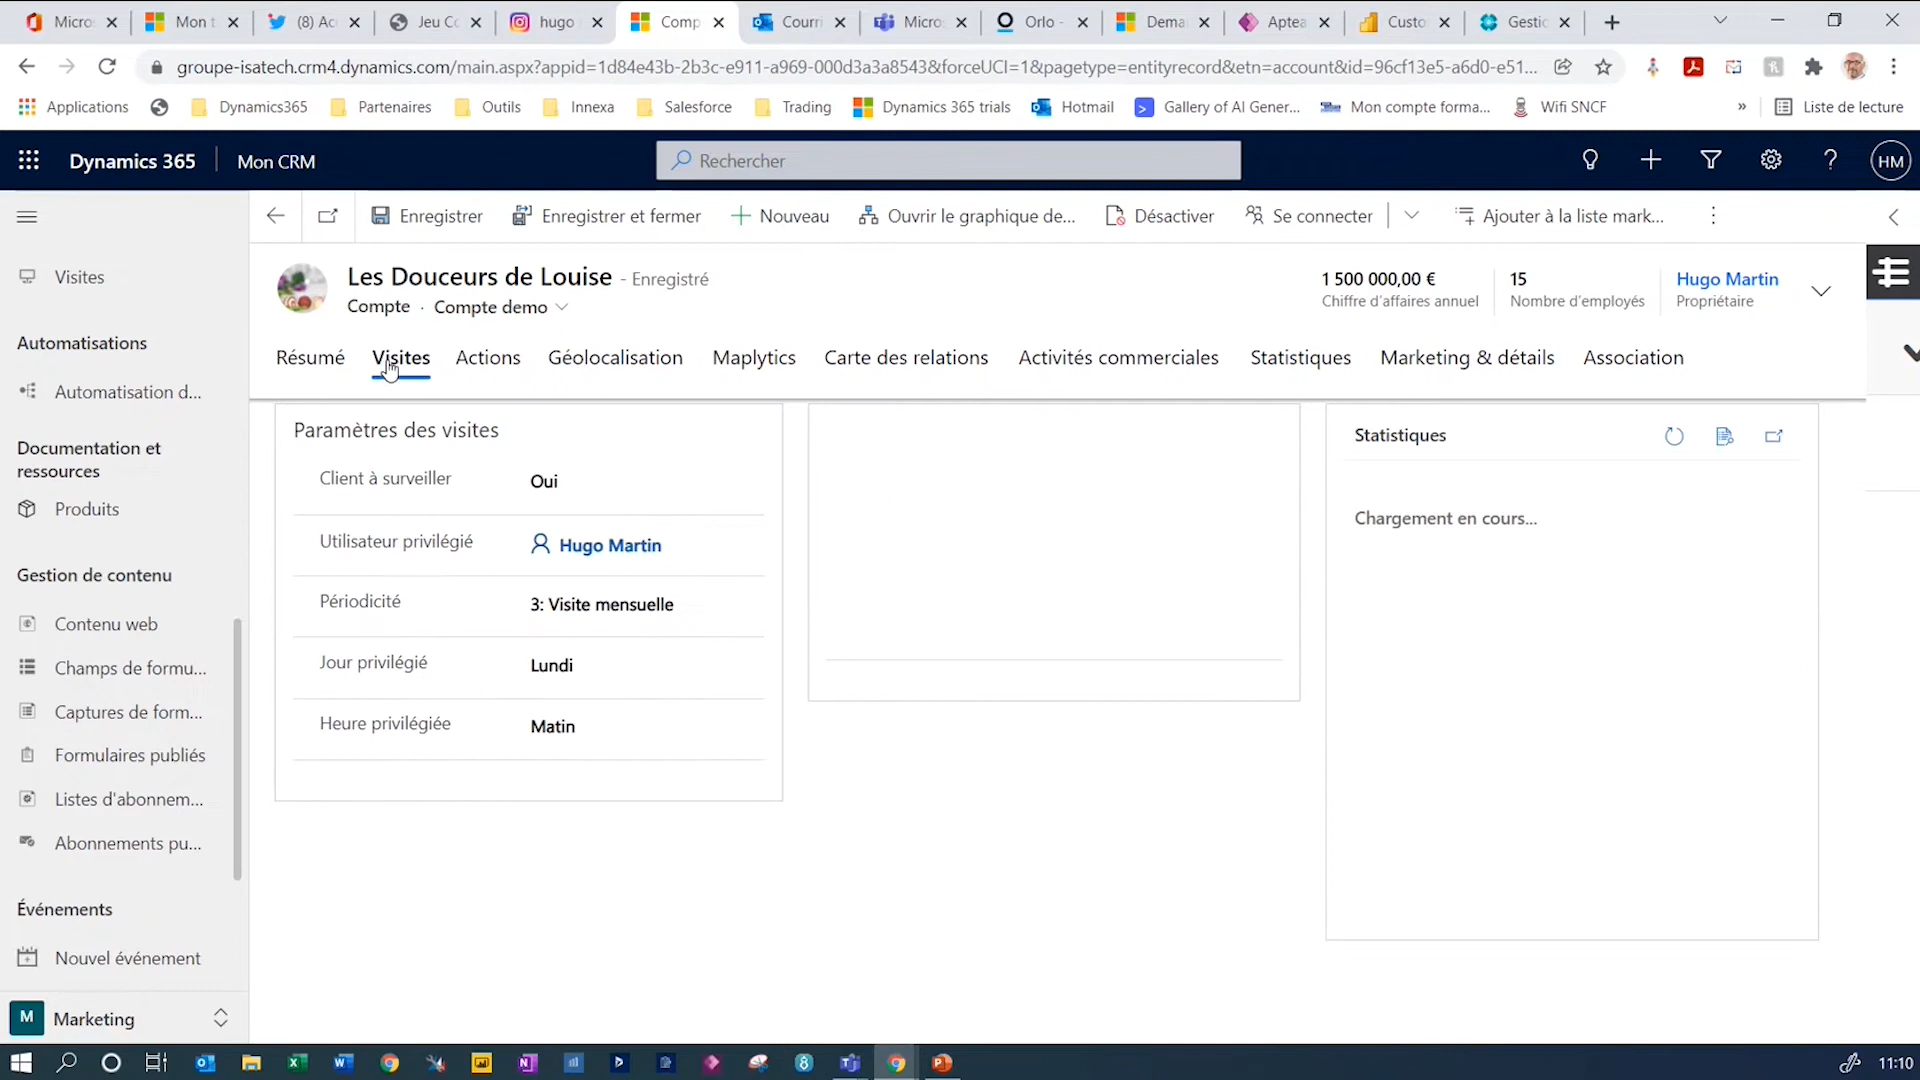 Micros
Mon t
(8) Ac
Jeu Co
hugo
Comp
Courri
Micro
Orlo -
Dema
Aptea
Custo
Gestic
groupe-isatech.crm4.dynamics.com/main.aspx?appid=1d84e43b-2b3c-e911-a969-000d3a3a8543&forceUCI=1&pagetype=entityrecord&etn=account&id=96cf13e5-a6d0-e51...
Applications
Dynamics365
Partenaires
Outils
Innexa
Salesforce
Trading
Dynamics 365 trials
Hotmail
Gallery of AI Gener...
Mon compte forma...
Wifi SNCF
»
Liste de lecture
Dynamics 365
Mon CRM
Rechercher
HM
Enregistrer
Enregistrer et fermer
Nouveau
Ouvrir le graphique de...
Désactiver
Se connecter
Ajouter à la liste mark...
Les Douceurs de Louise - Enregistré
Compte · Compte demo
1 500 000,00 €
Chiffre d'affaires annuel
15
Nombre d'employés
Hugo Martin
Propriétaire
Résumé
Visites
Actions
Géolocalisation
Maplytics
Carte des relations
Activités commerciales
Statistiques
Marketing & détails
Association
Visites
Automatisations
Automatisation d...
Documentation et
ressources
Produits
Gestion de contenu
Contenu web
Champs de formu...
Captures de form...
Formulaires publiés
Listes d'abonnem...
Abonnements pu...
Événements
Nouvel événement
M
Marketing
Paramètres des visites
Client à surveiller
Oui
Utilisateur privilégié
Hugo Martin
Périodicité
3: Visite mensuelle
Jour privilégié
Lundi
Heure privilégiée
Matin
Statistiques
Chargement en cours...
11:10